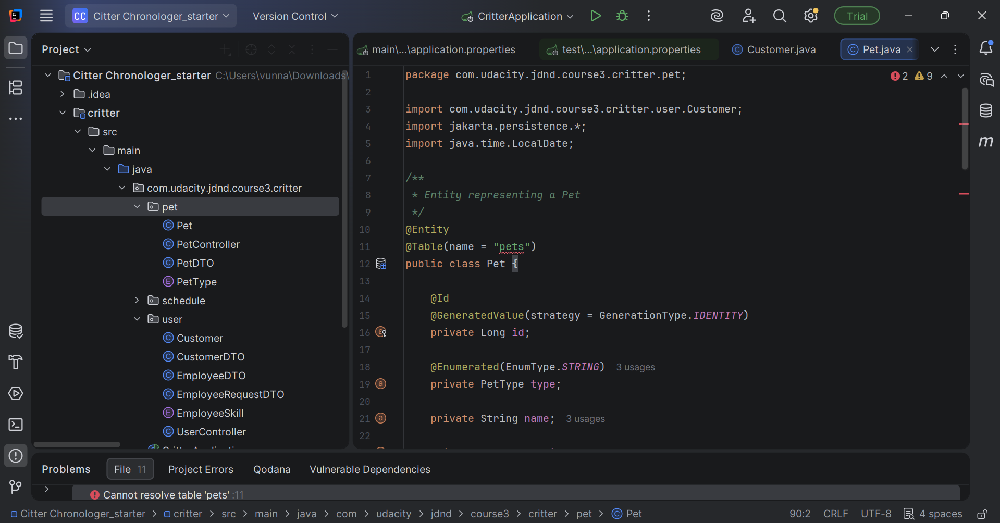 CC Citter Chronologer_starter Version Control CritterApplication Trial
Project
Citter Chronologer_starter C:\Users\vunna\Downloads\
.idea
critter
src
main
java
com.udacity.jdnd.course3.critter
pet
Pet
PetController
PetDTO
PetType
schedule
user
Customer
CustomerDTO
EmployeeDTO
EmployeeRequestDTO
EmployeeSkill
UserController
main\...\application.properties test\...\application.properties Customer.java Pet.java
2 9
1 package com.udacity.jdnd.course3.critter.pet;
2
3 import com.udacity.jdnd.course3.critter.user.Customer;
4 import jakarta.persistence.*;
5 import java.time.LocalDate;
6
7 /**
8 * Entity representing a Pet
9 */
10 @Entity
11 @Table(name = "pets")
12 public class Pet {
13
14 @Id
15 @GeneratedValue(strategy = GenerationType.IDENTITY)
16 private Long id;
17
18 @Enumerated(EnumType.STRING) 3 usages
19 private PetType type;
20
21 private String name; 3 usages
22
m
Problems File 11 Project Errors Qodana Vulnerable Dependencies
Cannot resolve table 'pets' :11
Citter Chronologer_starter > critter > src > main > java > com > udacity > jdnd > course3 > critter > pet > Pet 90:2 CRLF UTF-8 4 spaces